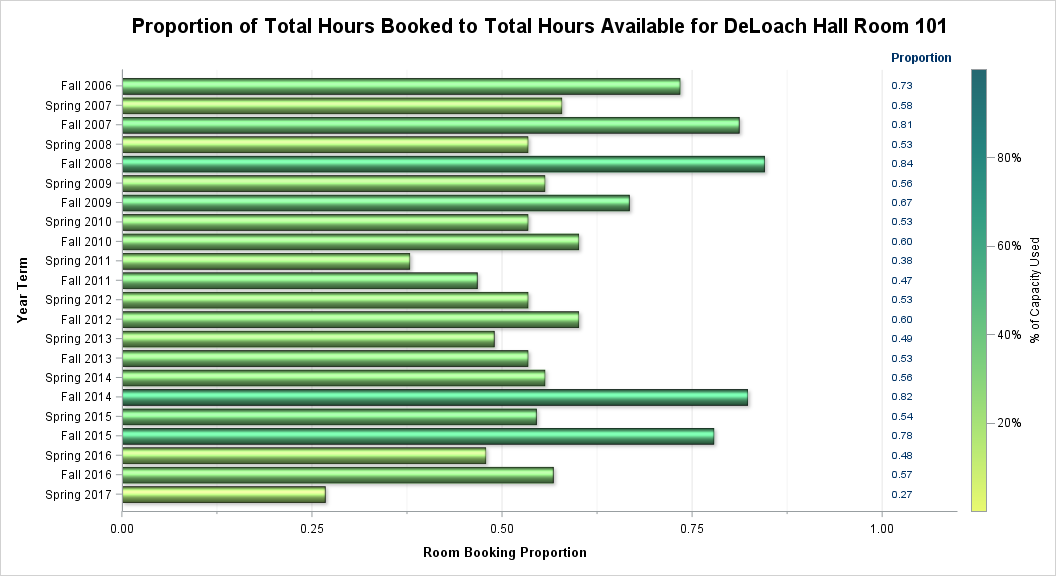 Proportion of Total Hours Booked to Total Hours Available for DeLoach Hall Room 101
Proportion
Fall 2006 0.73
Spring 2007 0.58
Fall 2007 0.81
Spring 2008 0.53
Fall 2008 0.84
Spring 2009 0.56
Fall 2009 0.67
Spring 2010 0.53
Fall 2010 0.60
Spring 2011 0.38
Fall 2011 0.47
Spring 2012 0.53
Fall 2012 0.60
Spring 2013 0.49
Fall 2013 0.53
Spring 2014 0.56
Fall 2014 0.82
Spring 2015 0.54
Fall 2015 0.78
Spring 2016 0.48
Fall 2016 0.57
Spring 2017 0.27
Year Term
0.00 0.25 0.50 0.75 1.00
Room Booking Proportion
80%
60%
40%
20%
% of Capacity Used